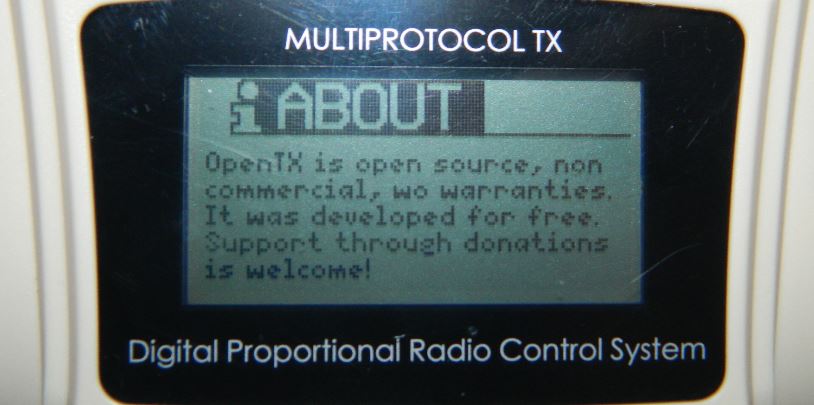 MULTIPROTOCOL TX
i ABOUT
OpenTX is open source, non
commercial, wo warranties.
It was developed for free.
Support through donations
is welcome!
Digital Proportional Radio Control System